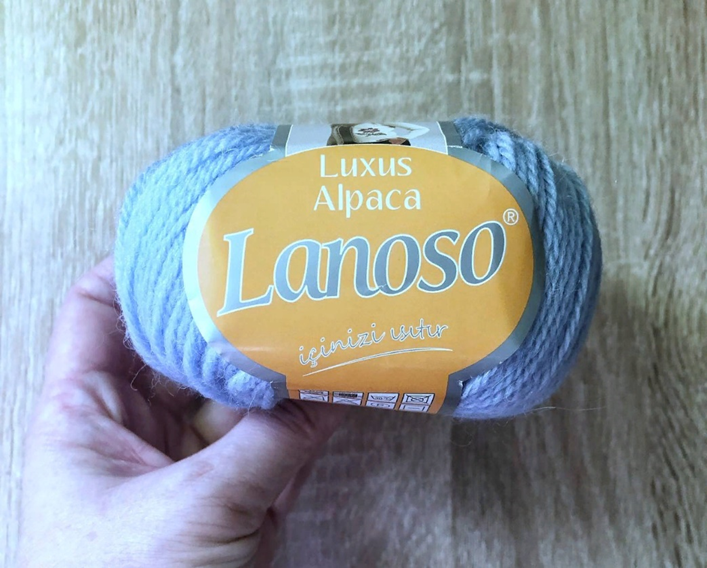 Luxus
Alpaca
Lanoso®
içinizi ısıtır